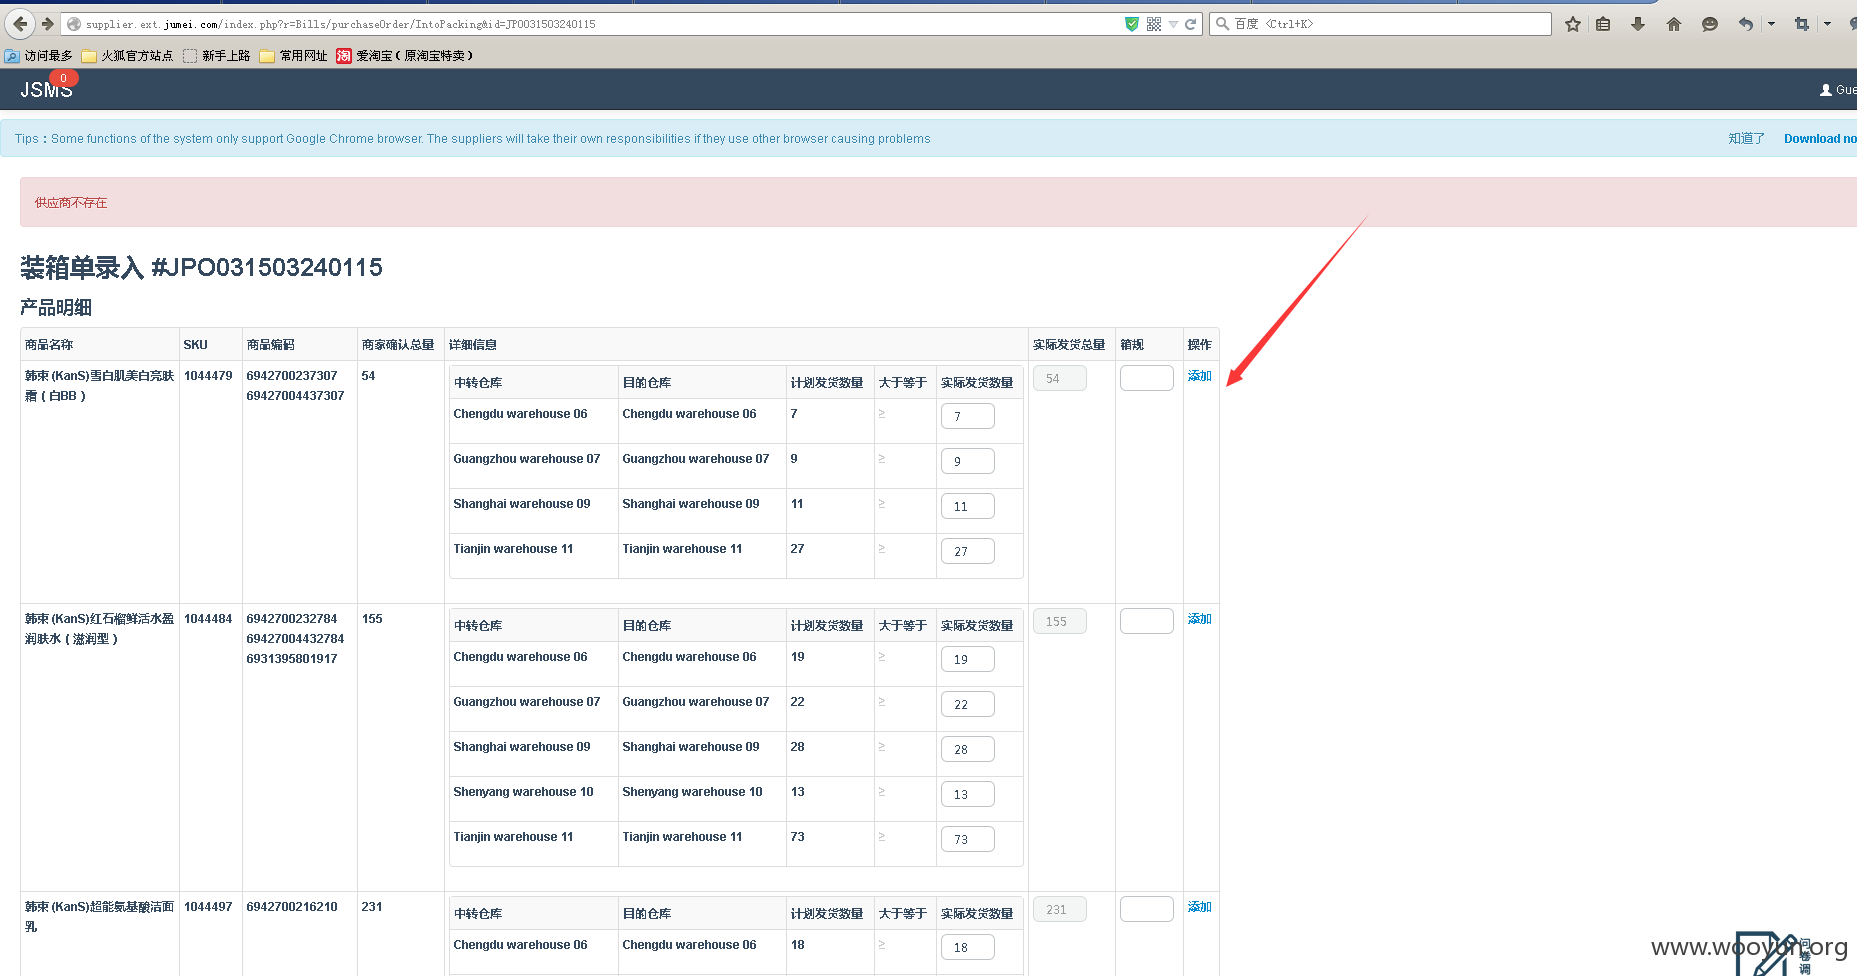 supplier.ext.jumei.com/index.php?r=Bills/purchaseOrder/IntoPacking&id=JPO031503240115
百度 <Ctrl+K>
访问最多 火狐官方站点 新手上路 常用网址 淘 爱淘宝（原淘宝特卖）
0
JSMS
Gue
Tips：Some functions of the system only support Google Chrome browser. The suppliers will take their own responsibilities if they use other browser causing problems 知道了 Download no
供应商不存在
装箱单录入 #JPO031503240115
产品明细
商品名称 SKU 商品编码 商家确认总量 详细信息 实际发货总量 箱规 操作
韩束 (KanS)雪白肌美白亮肤霜（白BB） 1044479 6942700237307 69427004437307 54
中转仓库 目的仓库 计划发货数量 大于等于 实际发货数量 54 添加
Chengdu warehouse 06 Chengdu warehouse 06 7 ≥ 7
Guangzhou warehouse 07 Guangzhou warehouse 07 9 ≥ 9
Shanghai warehouse 09 Shanghai warehouse 09 11 ≥ 11
Tianjin warehouse 11 Tianjin warehouse 11 27 ≥ 27
韩束 (KanS)红石榴鲜活水盈润肤水（滋润型） 1044484 6942700232784 69427004432784 6931395801917 155
中转仓库 目的仓库 计划发货数量 大于等于 实际发货数量 155 添加
Chengdu warehouse 06 Chengdu warehouse 06 19 ≥ 19
Guangzhou warehouse 07 Guangzhou warehouse 07 22 ≥ 22
Shanghai warehouse 09 Shanghai warehouse 09 28 ≥ 28
Shenyang warehouse 10 Shenyang warehouse 10 13 ≥ 13
Tianjin warehouse 11 Tianjin warehouse 11 73 ≥ 73
韩束 (KanS)超能氨基酸洁面乳 1044497 6942700216210 231
中转仓库 目的仓库 计划发货数量 大于等于 实际发货数量 231 添加
Chengdu warehouse 06 Chengdu warehouse 06 18 ≥ 18
问卷调
www.wooyun.org